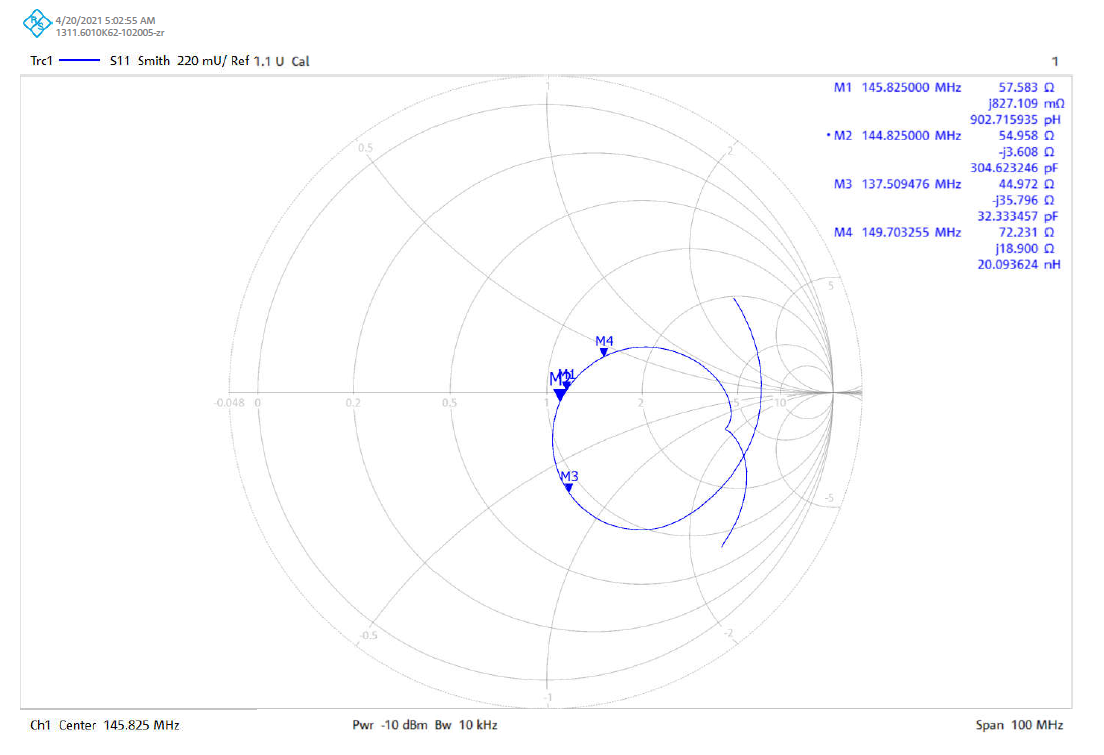 R S
4/20/2021 5:02:55 AM
1311.6010K62-102005-zr
Trc1 S11 Smith 220 mU/ Ref 1.1 U Cal
1
M1 145.825000 MHz 57.583 Ω
j827.109 mΩ
902.715935 pH
• M2 144.825000 MHz 54.958 Ω
-j3.608 Ω
304.623246 pF
M3 137.509476 MHz 44.972 Ω
-j35.796 Ω
32.333457 pF
M4 149.703255 MHz 72.231 Ω
j18.900 Ω
20.093624 nH
1
0.5
2
5
M4
M1
M2
-0.048 0 0.2 0.5 1 2 5 10
M3
-5
-0.5
-2
-1
Ch1 Center 145.825 MHz Pwr -10 dBm Bw 10 kHz Span 100 MHz